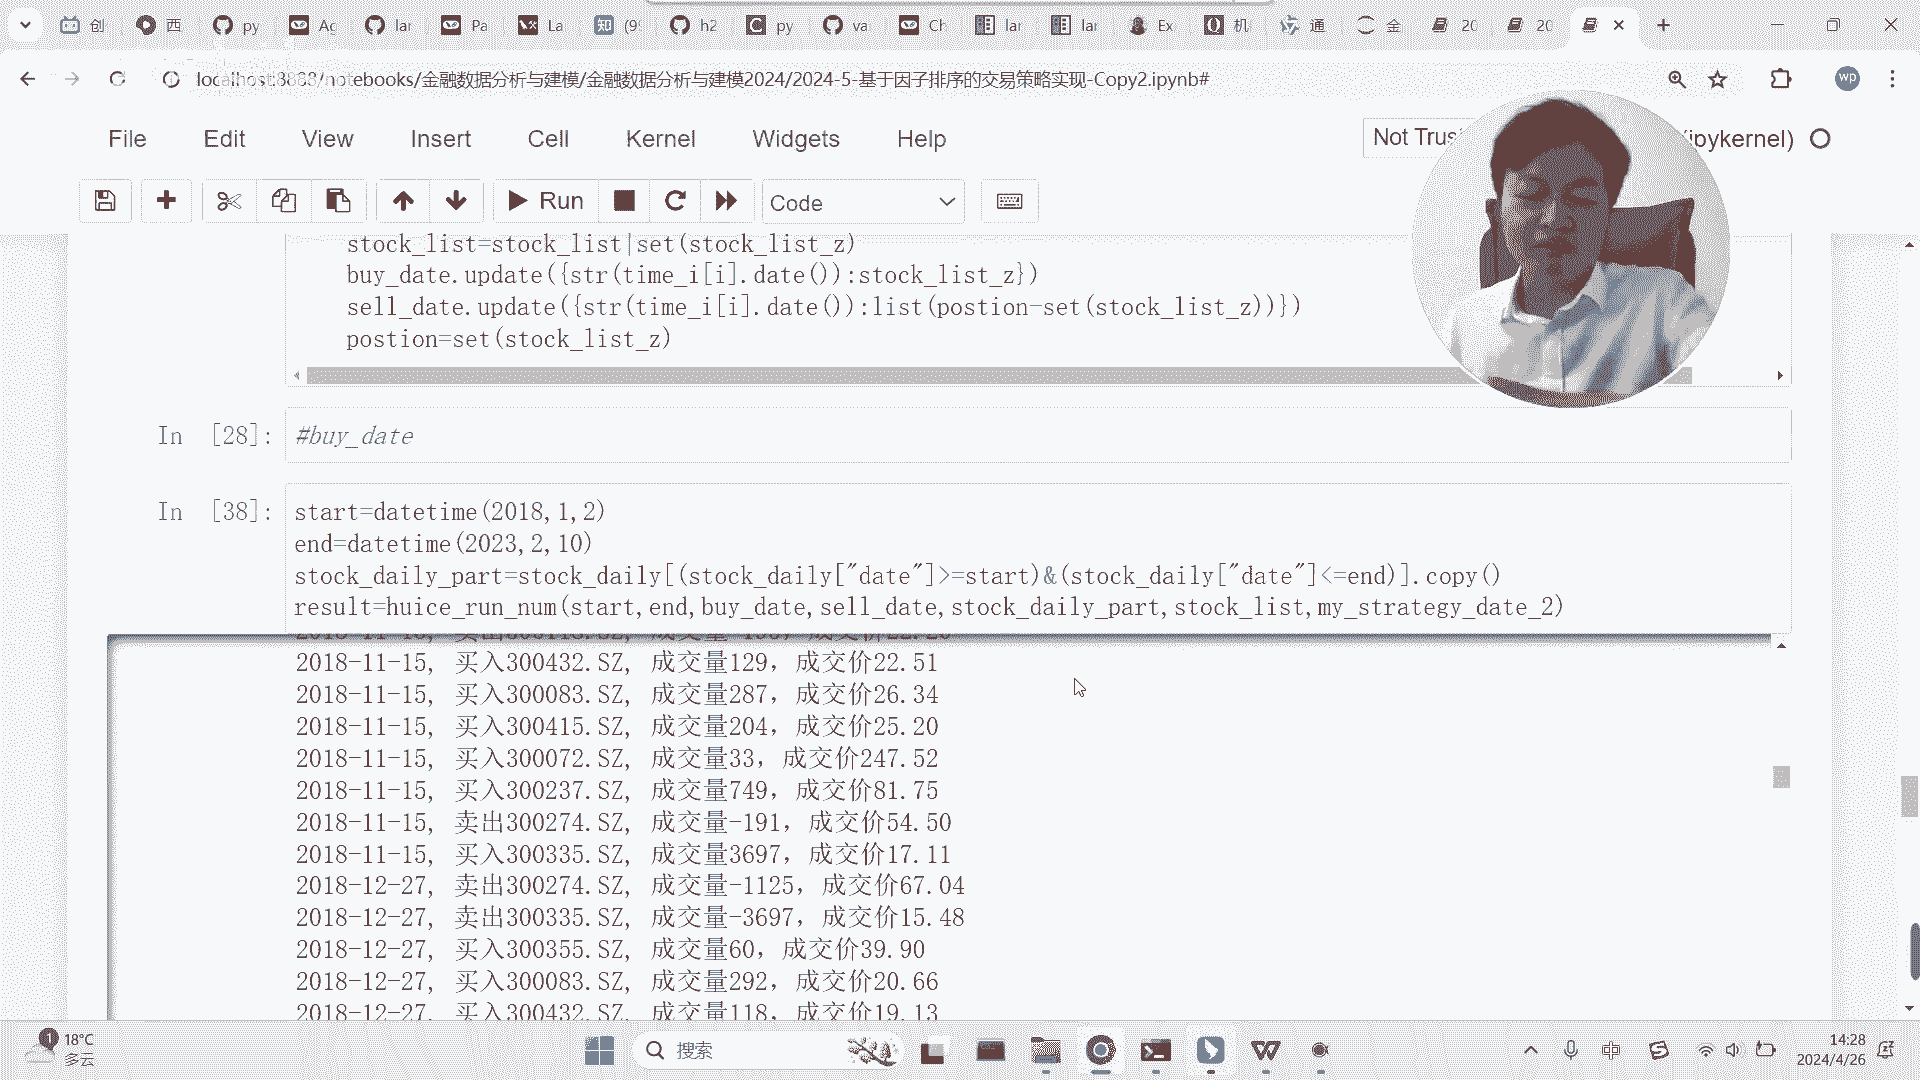 创
西
py
Ag
lar
Pa
La
知
(9
h2
py
va
Ch
lar
lar
Ex
机
通
金
20
20
localhost:8888/notebooks/金融数据分析与建模/金融数据分析与建模2024/2024-5-基于因子排序的交易策略实现-Copy2.ipynb#
wp
File Edit View Insert Cell Kernel Widgets Help
Not Trus
(ipykernel)
Run
Code
stock_list=stock_list|set(stock_list_z)
buy_date.update({str(time_i[i].date()):stock_list_z})
sell_date.update({str(time_i[i].date()):list(postion-set(stock_list_z))})
postion=set(stock_list_z)
In [28]: #buy_date
In [38]: start=datetime(2018,1,2)
end=datetime(2023,2,10)
stock_daily_part=stock_daily[(stock_daily["date"]>=start)&(stock_daily["date"]<=end)].copy()
result=huice_run_num(start,end,buy_date,sell_date,stock_daily_part,stock_list,my_strategy_date_2)
2018-11-15, 买入300432.SZ, 成交量129，成交价22.51
2018-11-15, 买入300083.SZ, 成交量287，成交价26.34
2018-11-15, 买入300415.SZ, 成交量204，成交价25.20
2018-11-15, 买入300072.SZ, 成交量33，成交价247.52
2018-11-15, 买入300237.SZ, 成交量749，成交价81.75
2018-11-15, 卖出300274.SZ, 成交量-191，成交价54.50
2018-11-15, 买入300335.SZ, 成交量3697，成交价17.11
2018-12-27, 卖出300274.SZ, 成交量-1125，成交价67.04
2018-12-27, 卖出300335.SZ, 成交量-3697，成交价15.48
2018-12-27, 买入300355.SZ, 成交量60，成交价39.90
2018-12-27, 买入300083.SZ, 成交量292，成交价20.66
2018-12-27, 买入300432.SZ, 成交量118，成交价19.13
1
18°C
多云
搜索
中
14:28
2024/4/26